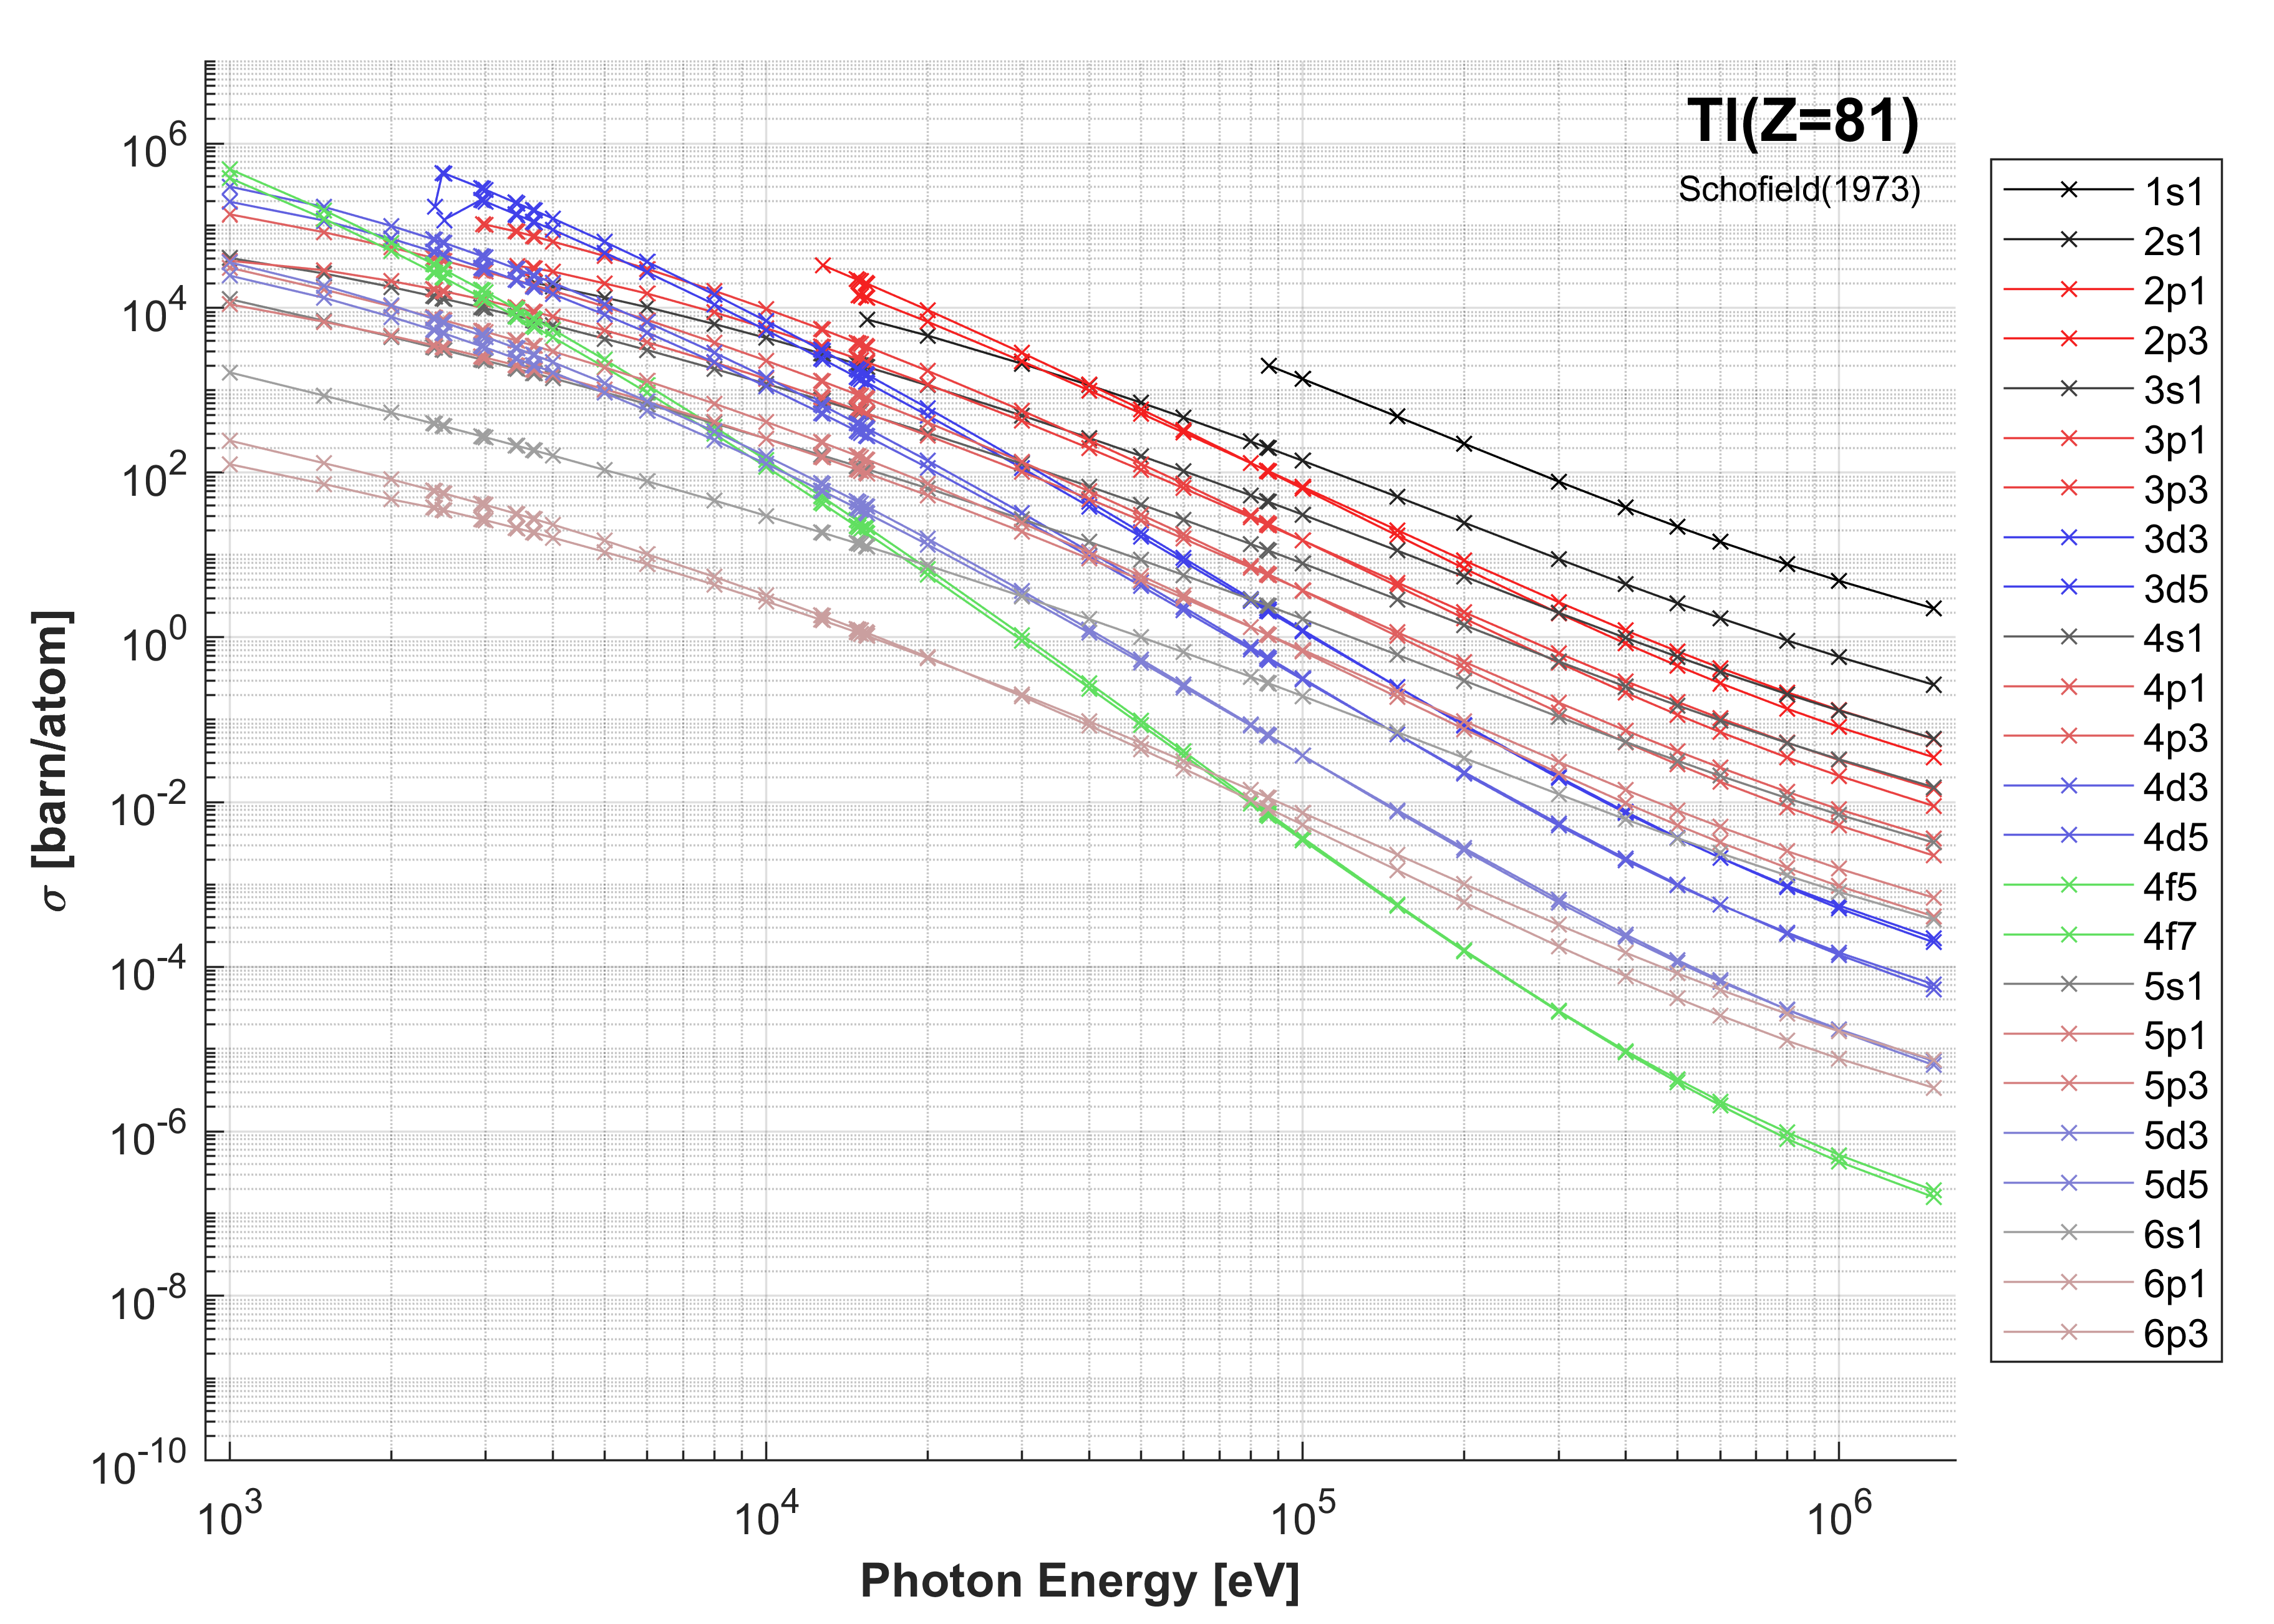 Tl(Z=81)
Schofield(1973)
σ [barn/atom]
10^6
10^4
10^2
10^0
10^-2
10^-4
10^-6
10^-8
10^-10
10^3
10^4
10^5
10^6
Photon Energy [eV]
1s1
2s1
2p1
2p3
3s1
3p1
3p3
3d3
3d5
4s1
4p1
4p3
4d3
4d5
4f5
4f7
5s1
5p1
5p3
5d3
5d5
6s1
6p1
6p3